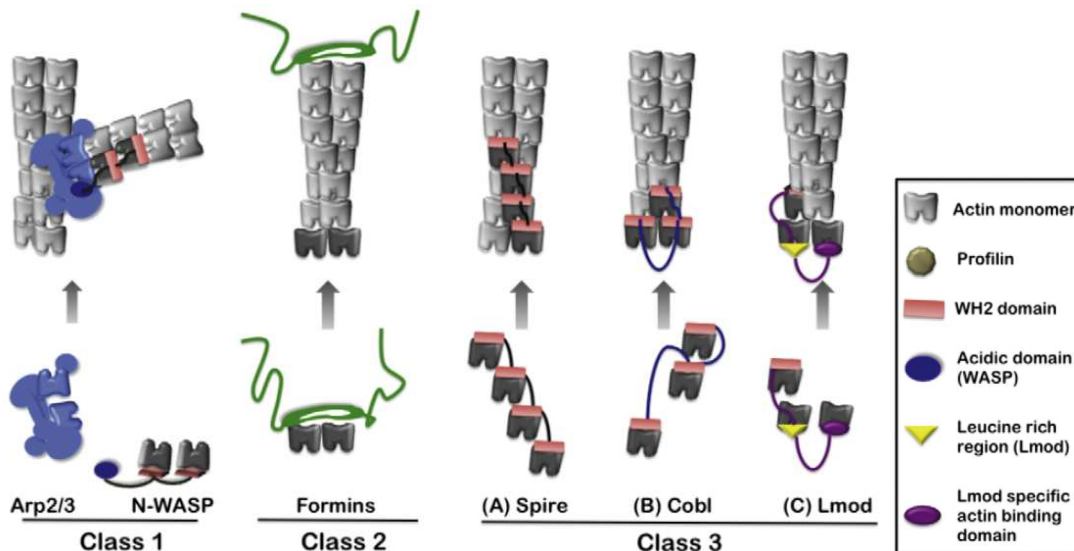 Arp2/3
N-WASP
Class 1
Formins
Class 2
(A) Spire
(B) Cobl
(C) Lmod
Class 3
Actin monomer
Profilin
WH2 domain
Acidic domain
(WASP)
Leucine rich
region (Lmod)
Lmod specific
actin binding
domain